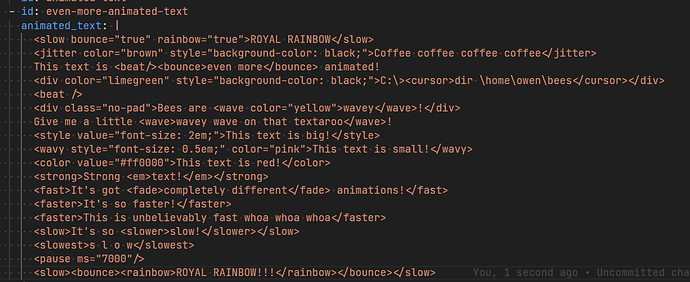 - id: even-more-animated-text
animated_text: |
<slow bounce="true" rainbow="true">ROYAL RAINBOW</slow>
<jitter color="brown" style="background-color: black;">Coffee coffee coffee coffee</jitter>
This text is <beat/><bounce>even more</bounce> animated!
<div color="limegreen" style="background-color: black;">C:\><cursor>dir \home\owen\bees</cursor></div>
<beat />
<div class="no-pad">Bees are <wave color="yellow">wavey</wave>!</div>
Give me a little <wave>wavey wave on that textaroo</wave>!
<style value="font-size: 2em;">This text is big!</style>
<wavy style="font-size: 0.5em;" color="pink">This text is small!</wavy>
<color value="#ff0000">This text is red!</color>
<strong>Strong <em>text!</em></strong>
<fast>It's got <fade>completely different</fade> animations!</fast>
<faster>It's so faster!</faster>
<faster>This is unbelievably fast whoa whoa whoa</faster>
<slow>It's so <slower>slow!</slower></slow>
<slowest>s l o w</slowest>
<pause ms="7000"/>
<slow><bounce><rainbow>ROYAL RAINBOW!!!</rainbow></bounce></slow> You, 1 second ago • Uncommitted cha